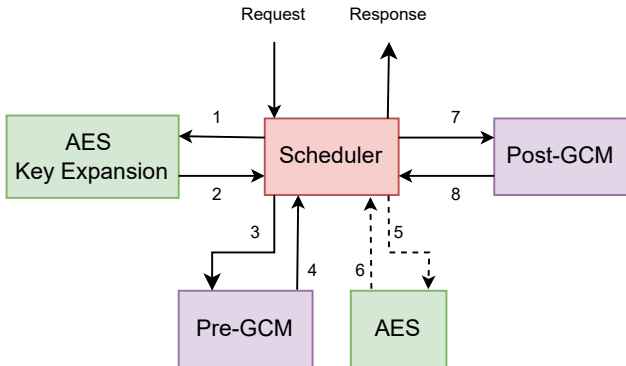 Request
Response
1
7
AES
Key Expansion
Scheduler
Post-GCM
2
8
3
5
4
6
Pre-GCM
AES